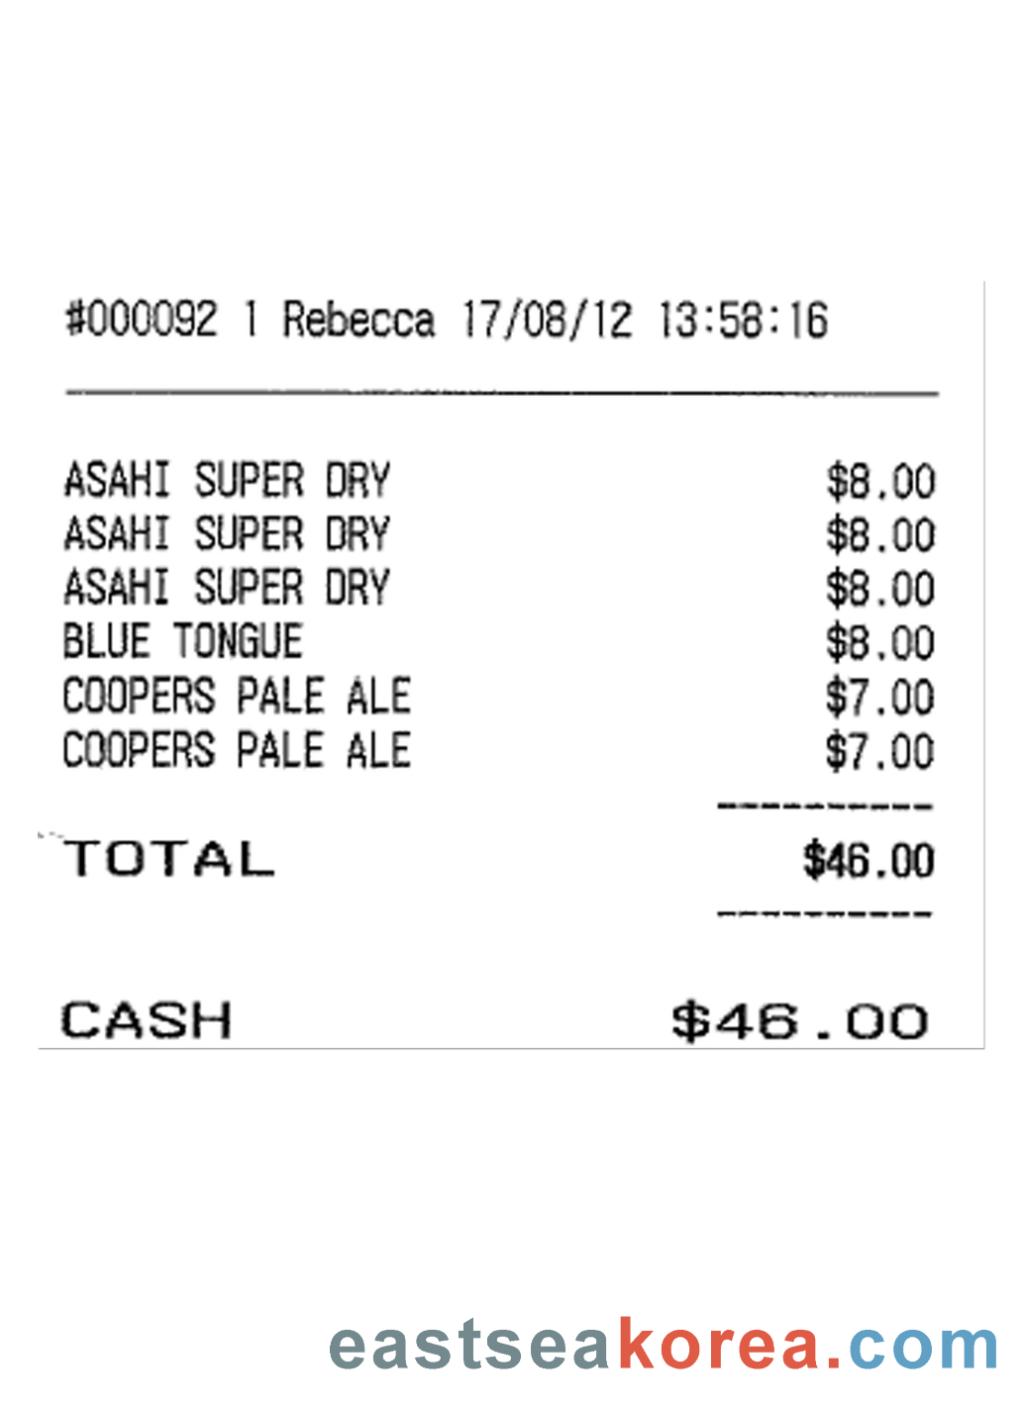 #000092 1 Rebecca 17/08/12 13:58:16
ASAHI SUPER DRY $8.00
ASAHI SUPER DRY $8.00
ASAHI SUPER DRY $8.00
BLUE TONGUE $8.00
COOPERS PALE ALE $7.00
COOPERS PALE ALE $7.00
TOTAL $46.00
CASH $46.00
eastseakorea.com